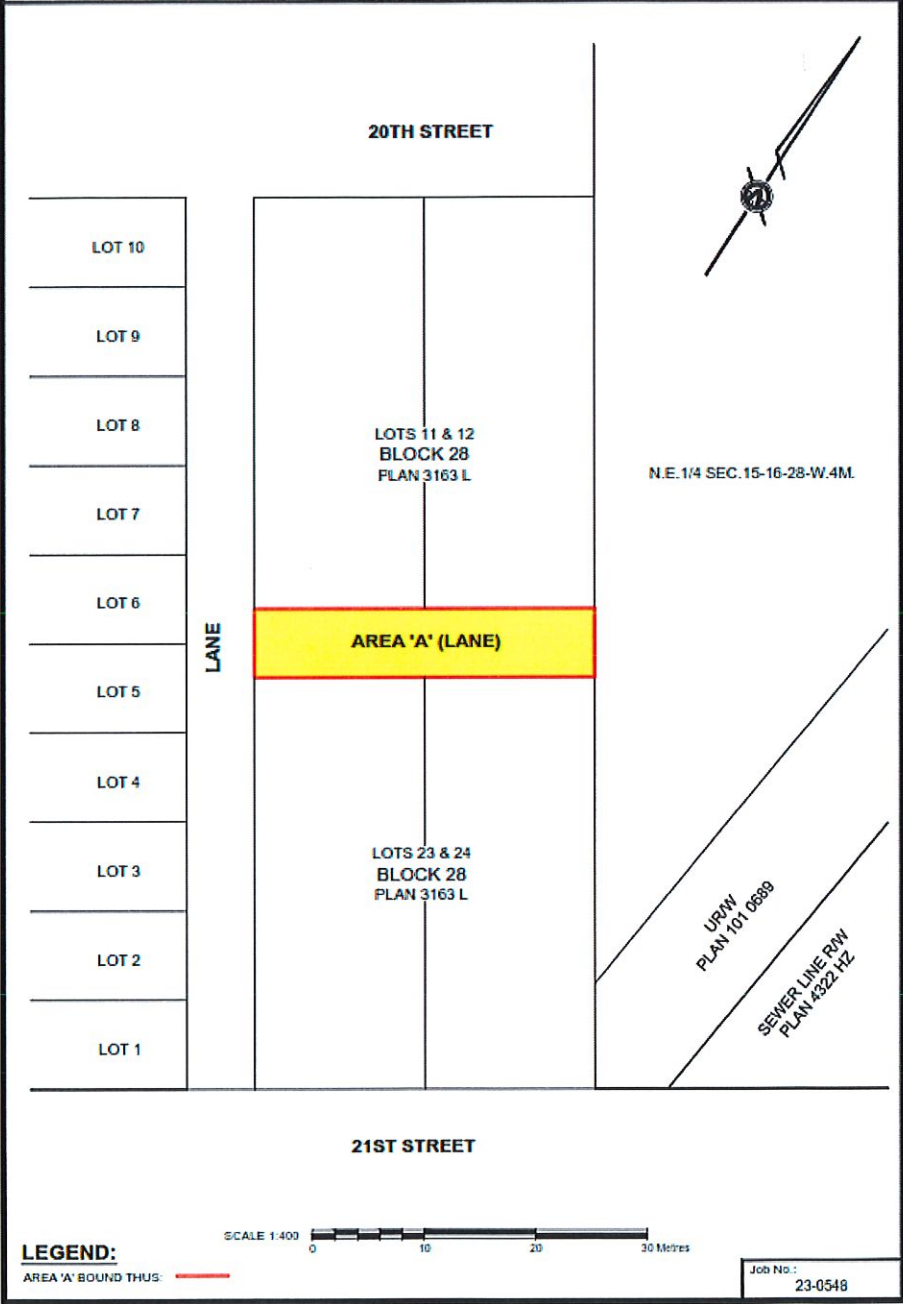 20TH STREET
LOT 10
LOT 9
LOT 8
LOT 7
LOT 6
LOT 5
LOT 4
LOT 3
LOT 2
LOT 1
LANE
LOTS 11 & 12
BLOCK 28
PLAN 3163 L
N.E.1/4 SEC.15-16-28-W.4M.
AREA 'A' (LANE)
LOTS 23 & 24
BLOCK 28
PLAN 3163 L
UR/W
PLAN 101 0689
SEWER LINE R/W
PLAN 4322 HZ
21ST STREET
SCALE 1:400
0 10 20 30 Metres
LEGEND:
AREA 'A' BOUND THUS:
Job No.:
23-0548